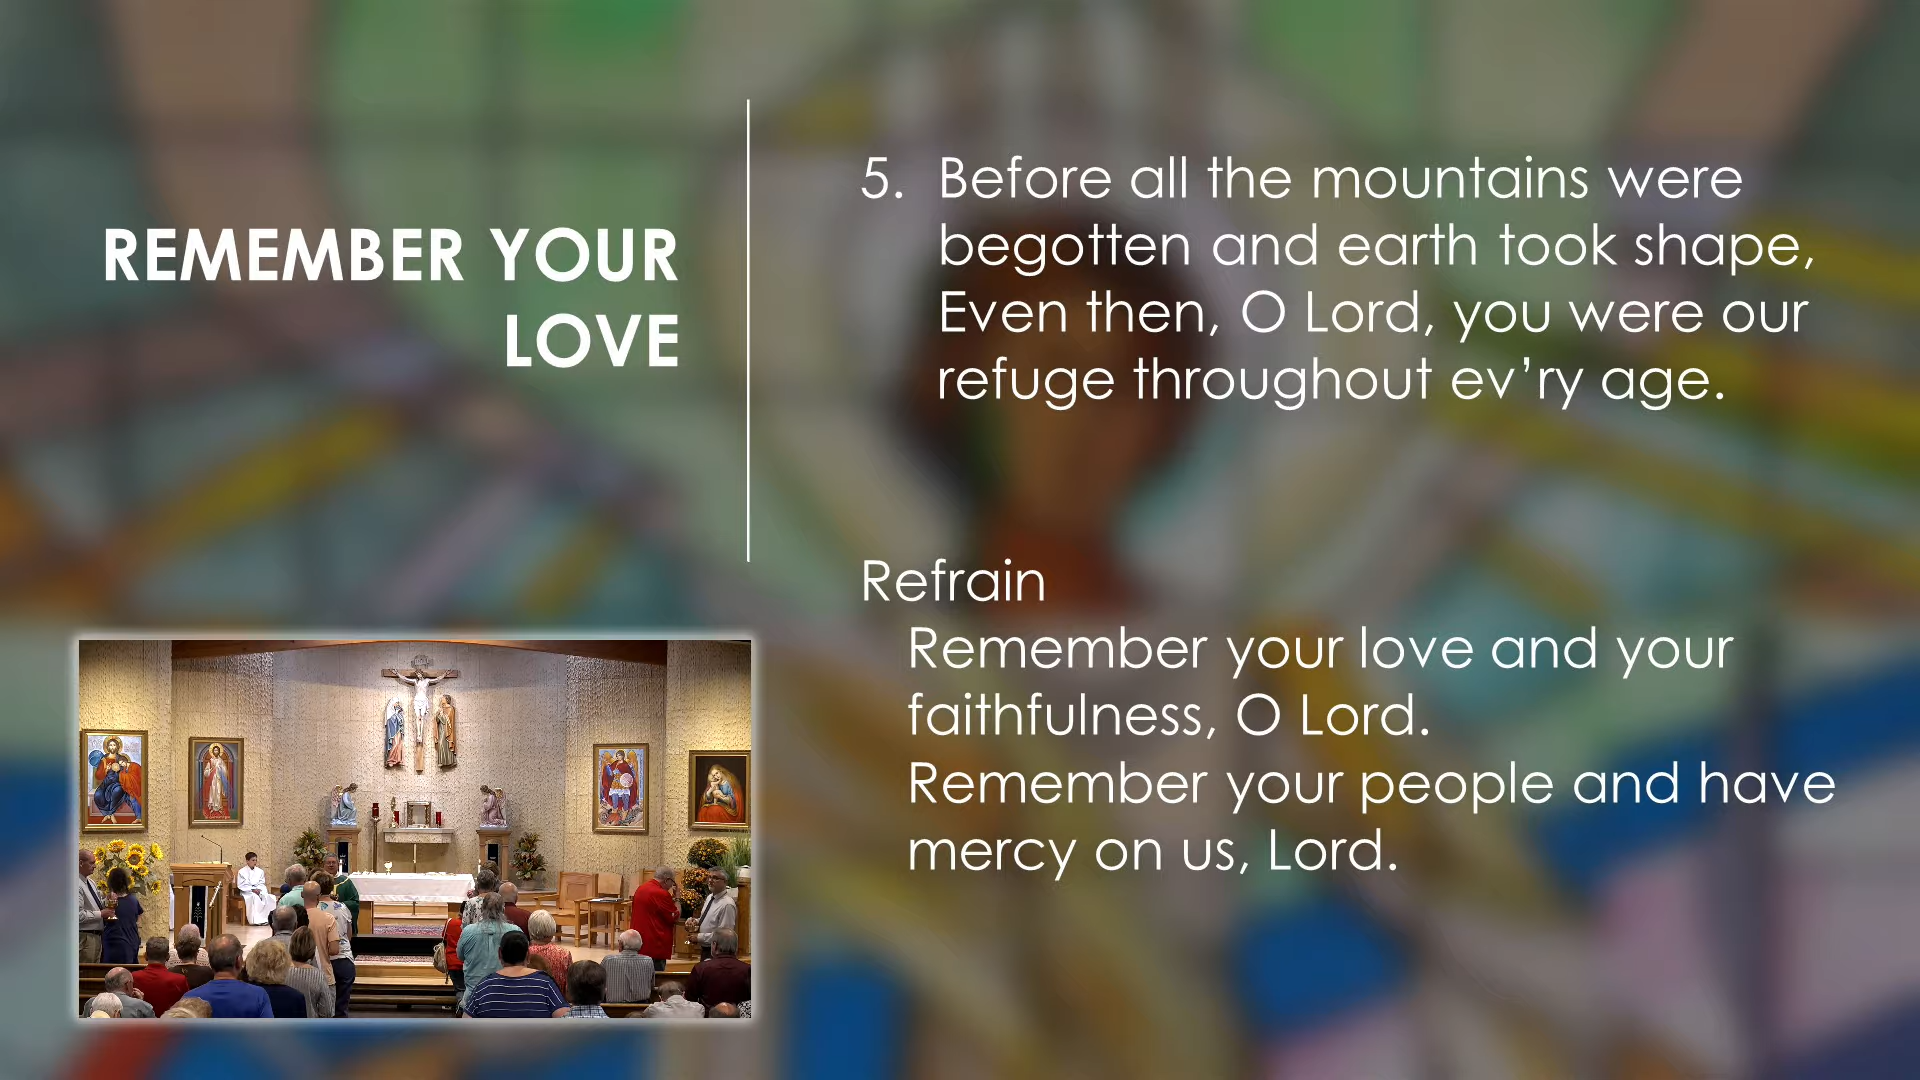 REMEMBER YOUR
LOVE
5. Before all the mountains were
begotten and earth took shape,
Even then, O Lord, you were our
refuge throughout ev’ry age.
Refrain
Remember your love and your
faithfulness, O Lord.
Remember your people and have
mercy on us, Lord.